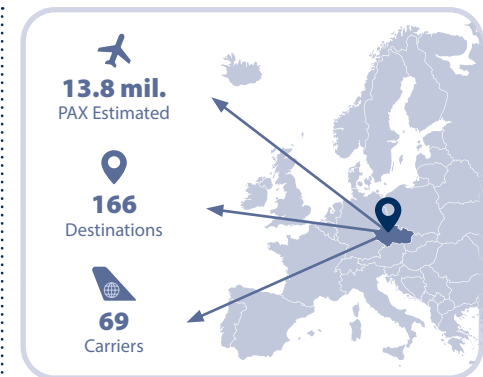 13.8 mil.
PAX Estimated
166
Destinations
69
Carriers